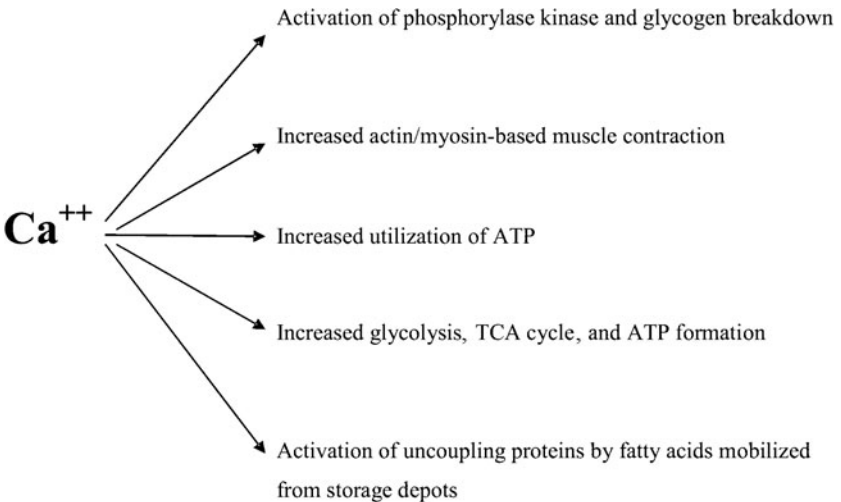 Activation of phosphorylase kinase and glycogen breakdown
Increased actin/myosin-based muscle contraction
Ca++
Increased utilization of ATP
Increased glycolysis, TCA cycle, and ATP formation
Activation of uncoupling proteins by fatty acids mobilized
from storage depots